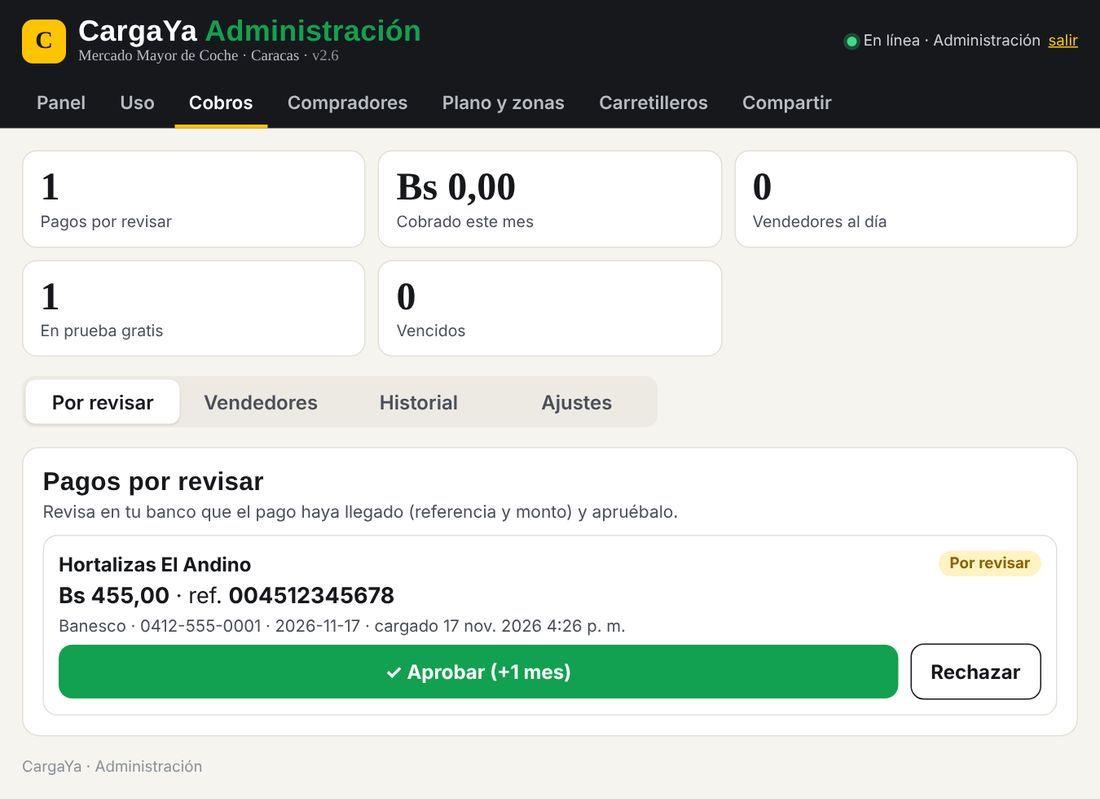 C
CargaYa Administración
Mercado Mayor de Coche · Caracas · v2.6
En línea · Administración salir
Panel Uso Cobros Compradores Plano y zonas Carretilleros Compartir
1
Pagos por revisar
Bs 0,00
Cobrado este mes
0
Vendedores al día
1
En prueba gratis
0
Vencidos
Por revisar Vendedores Historial Ajustes
Pagos por revisar
Revisa en tu banco que el pago haya llegado (referencia y monto) y apruébalo.
Hortalizas El Andino
Por revisar
Bs 455,00 · ref. 004512345678
Banesco · 0412-555-0001 · 2026-11-17 · cargado 17 nov. 2026 4:26 p. m.
✓ Aprobar (+1 mes)
Rechazar
CargaYa · Administración